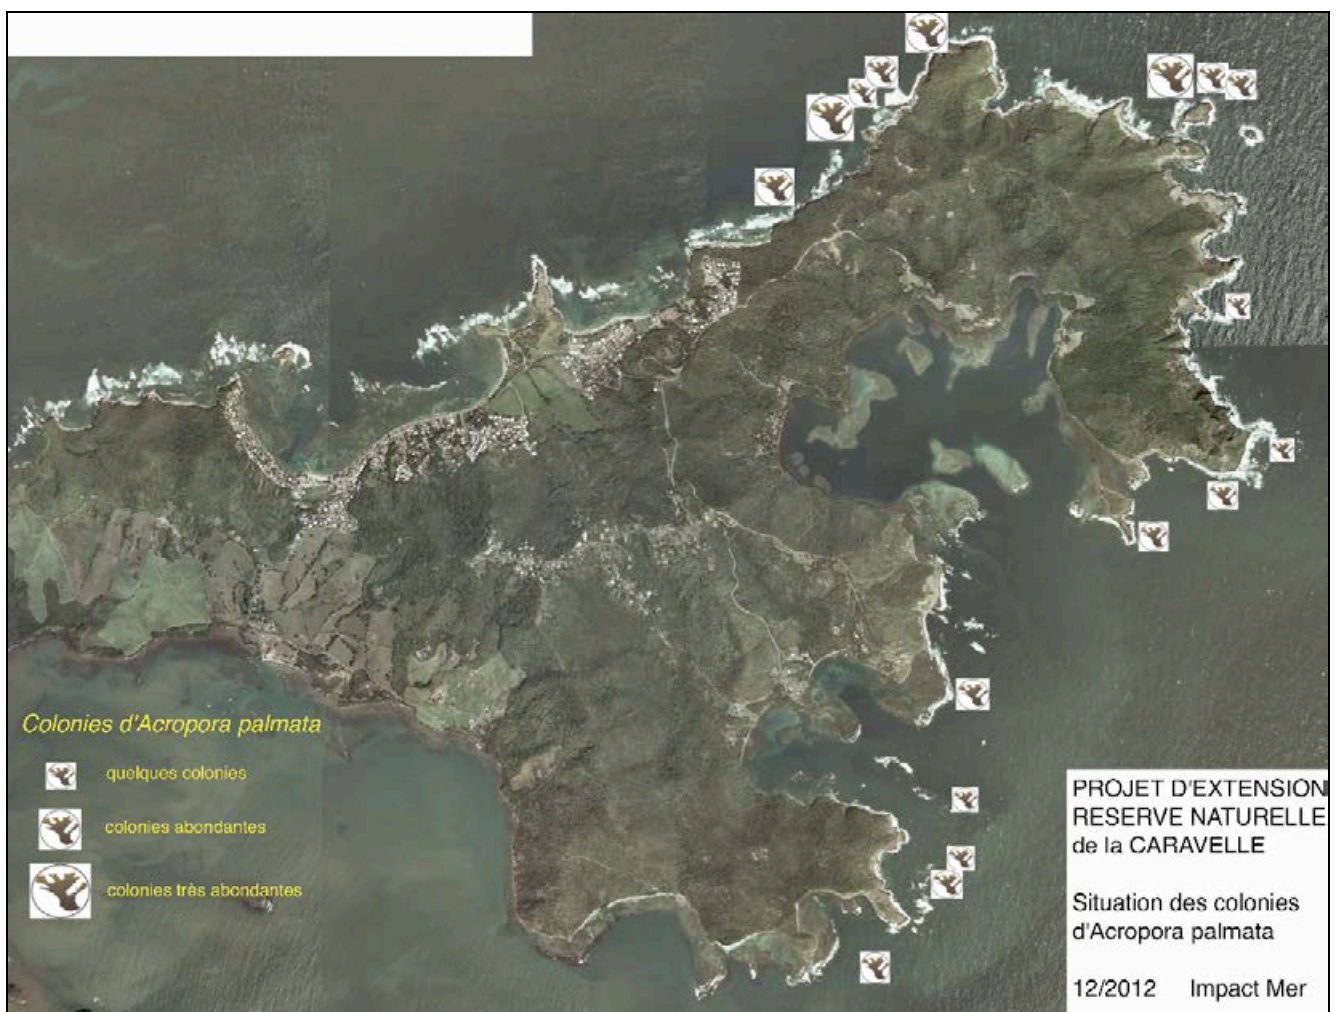 Colonies d'Acropora palmata
quelques colonies
colonies abondantes
colonies très abondantes
PROJET D'EXTENSION
RESERVE NATURELLE
de la CARAVELLE
Situation des colonies
d'Acropora palmata
12/2012 Impact Mer